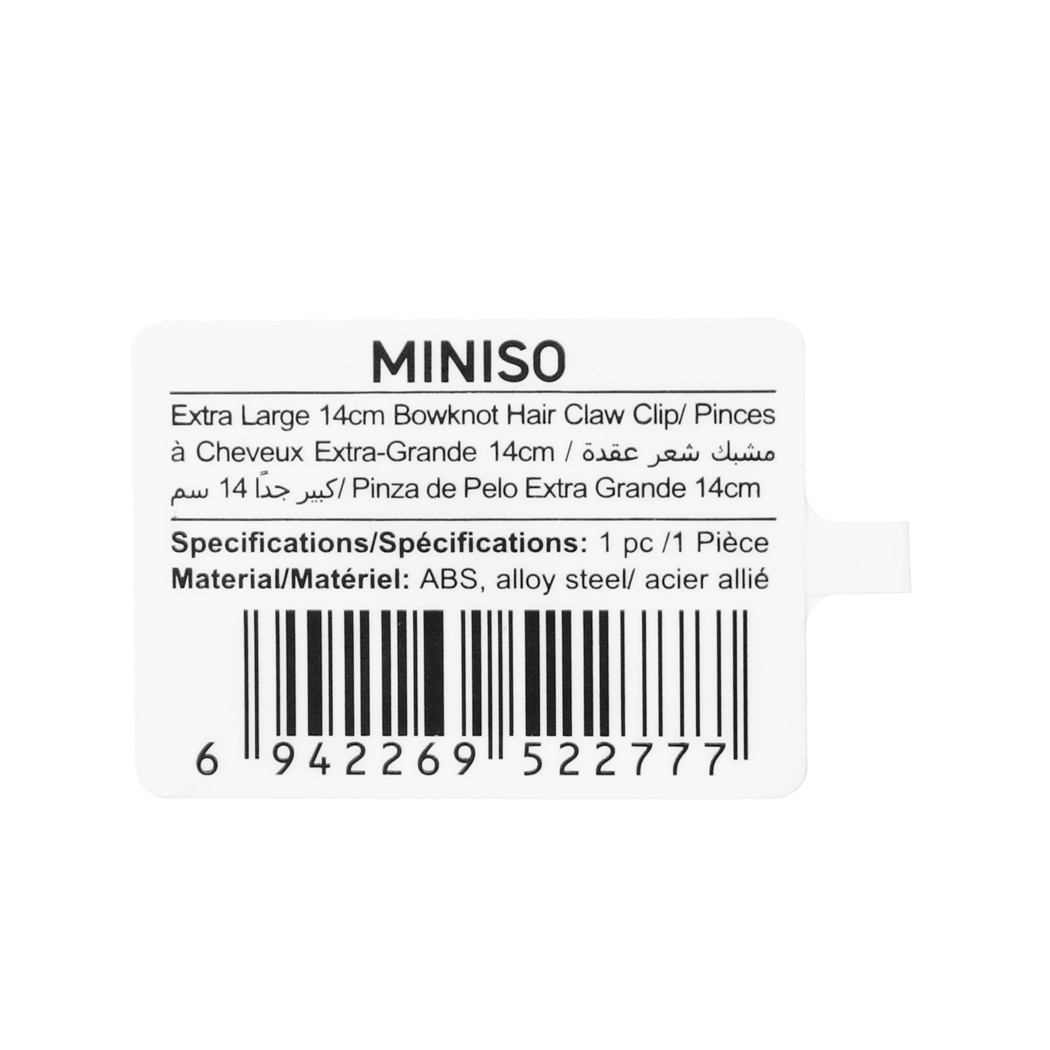 MINISO
Extra Large 14cm Bowknot Hair Claw Clip/ Pinces
à Cheveux Extra-Grande 14cm / مشبك شعر عقدة
كبير جدًا 14 سم/ Pinza de Pelo Extra Grande 14cm
Specifications/Spécifications: 1 pc /1 Pièce
Material/Matériel: ABS, alloy steel/ acier allié
6 942269 522777